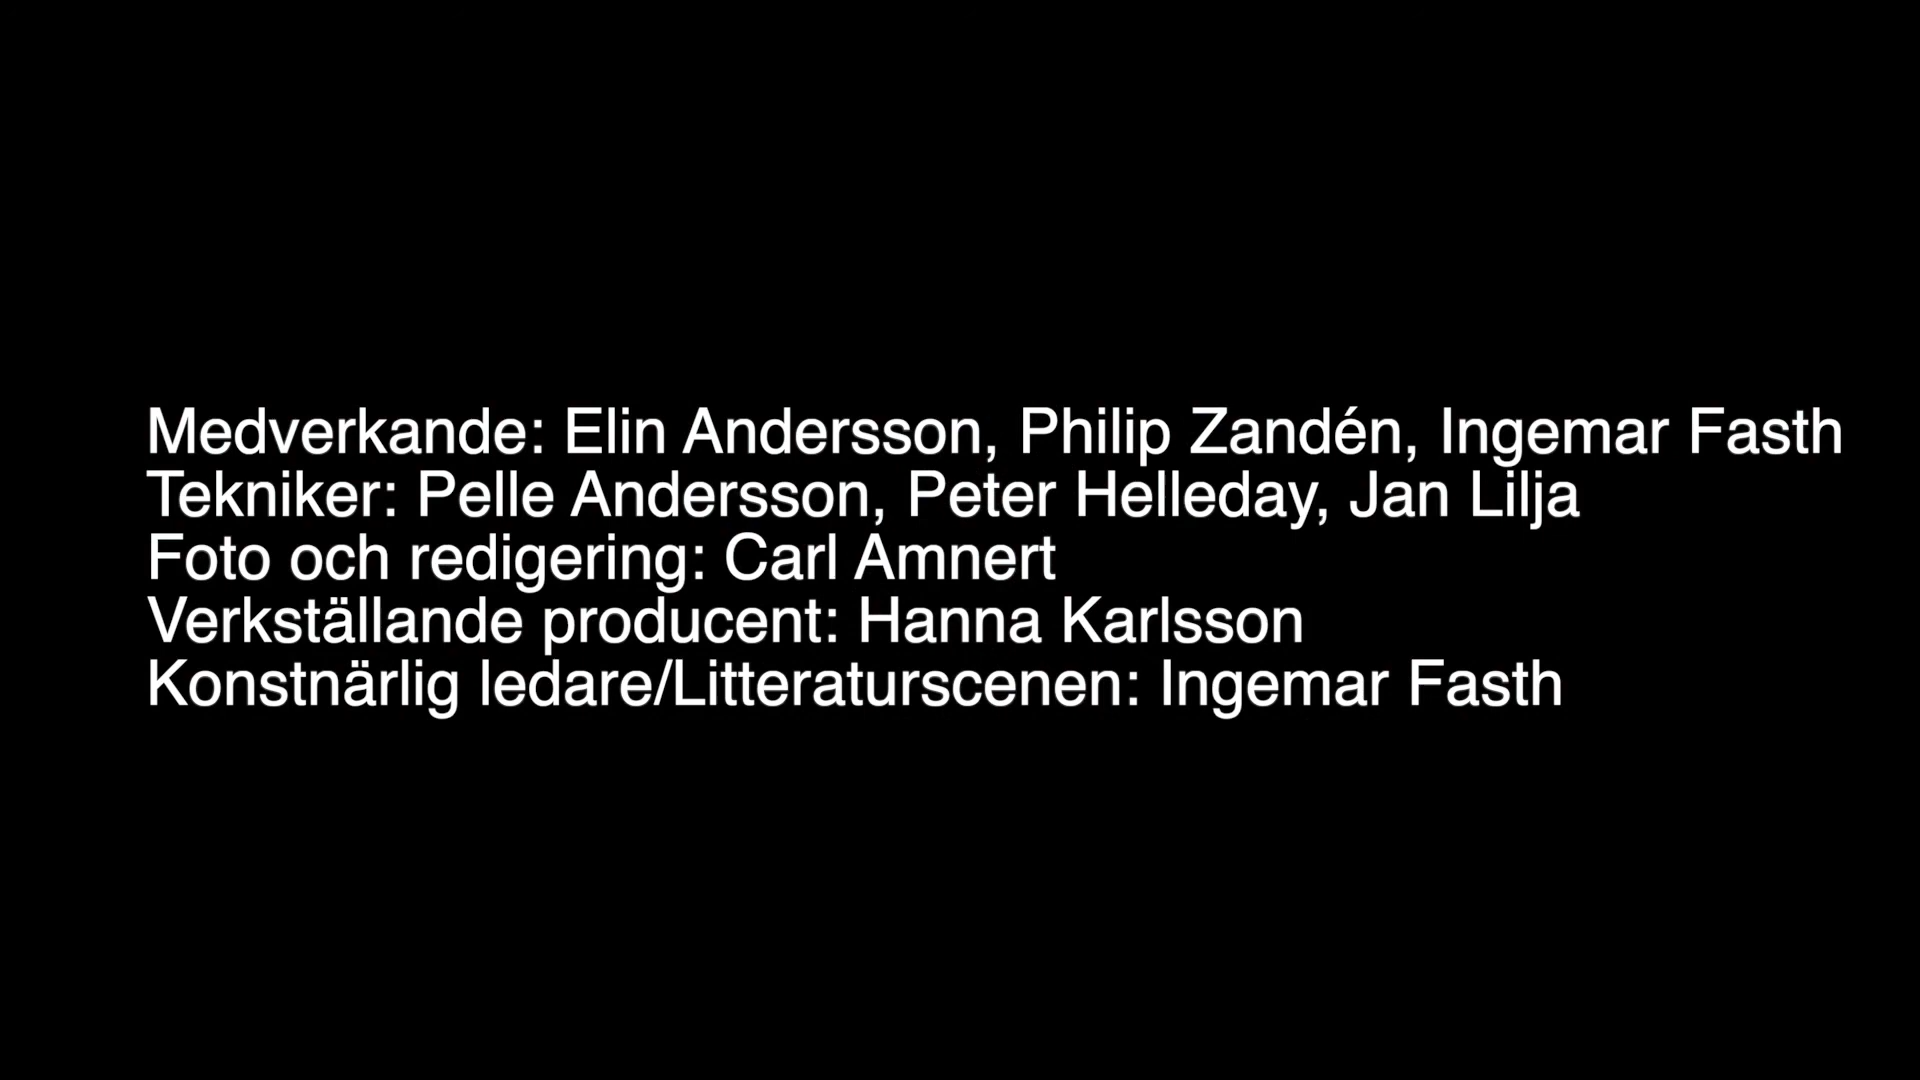 Medverkande: Elin Andersson, Philip Zandén, Ingemar Fasth
Tekniker: Pelle Andersson, Peter Helleday, Jan Lilja
Foto och redigering: Carl Amnert
Verkställande producent: Hanna Karlsson
Konstnärlig ledare/Litteraturscenen: Ingemar Fasth